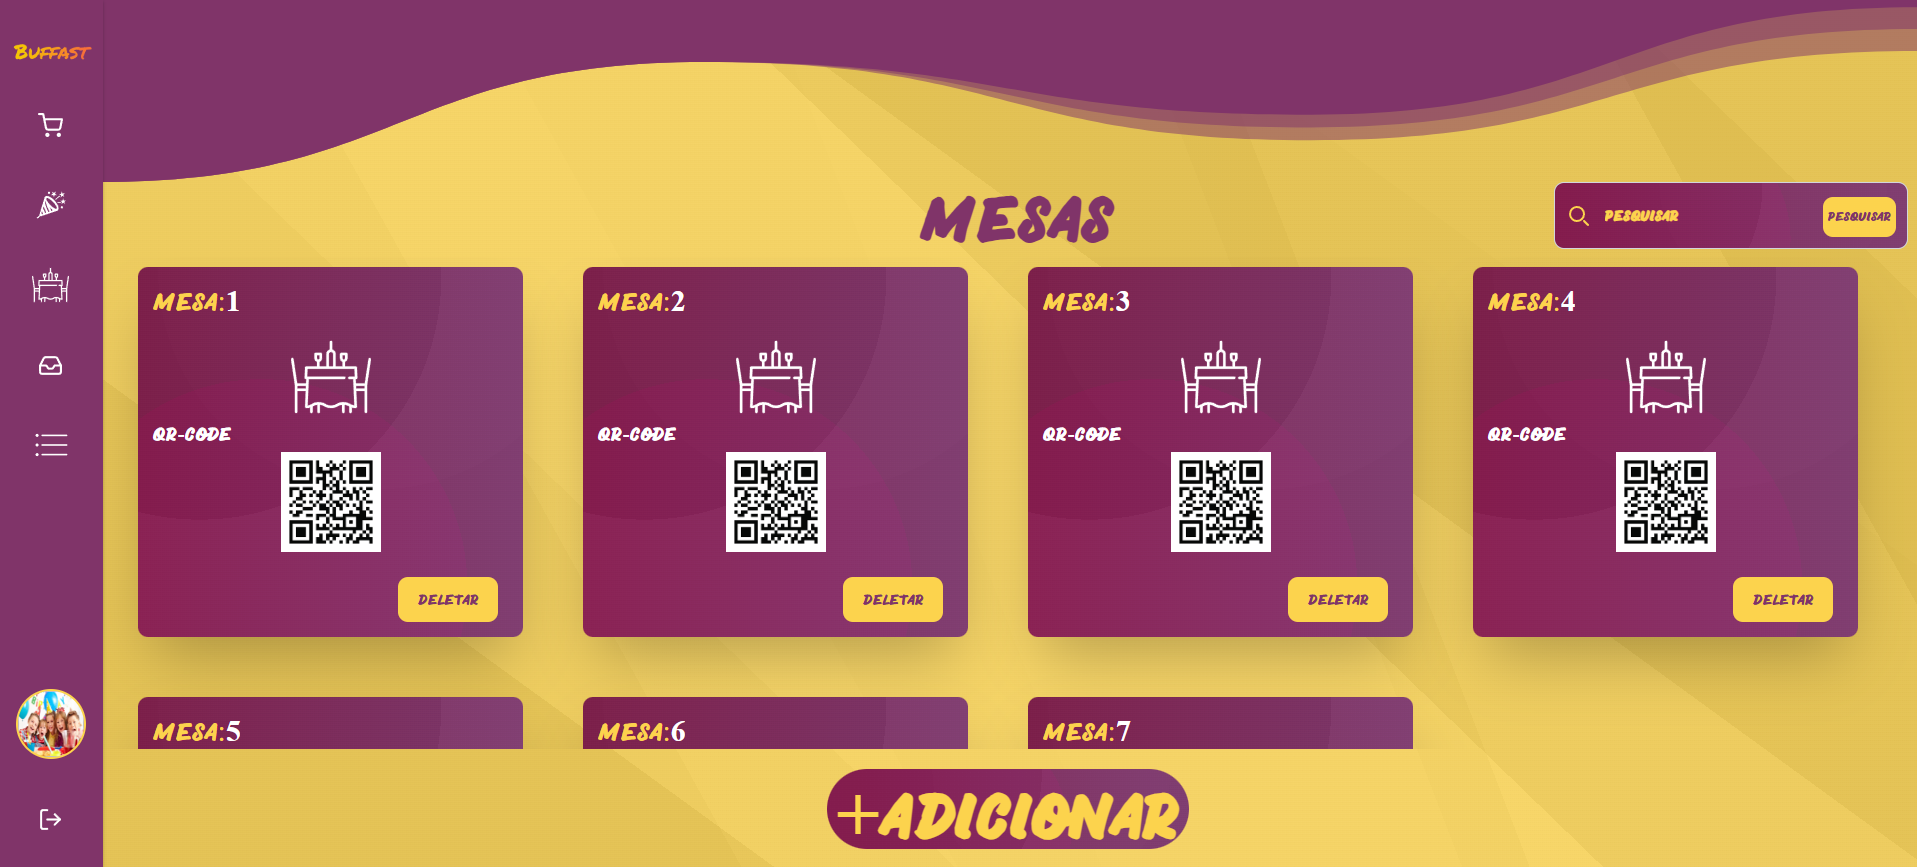 BUFFAST
MESAS
PESQUISAR
PESQUISAR
MESA:1
QR-CODE
DELETAR
MESA:2
QR-CODE
DELETAR
MESA:3
QR-CODE
DELETAR
MESA:4
QR-CODE
DELETAR
MESA:5
MESA:6
MESA:7
+ADICIONAR